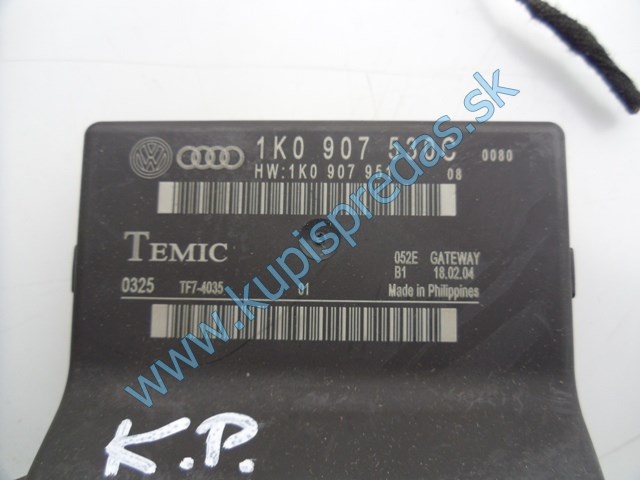 1K0 907 530C 0080
HW:1K0 907 951 08
TEMIC
052E GATEWAY
B1 18.02.04
0325 TF7-4035 01 Made in Philippines
www.kupispredas.sk
K.P.